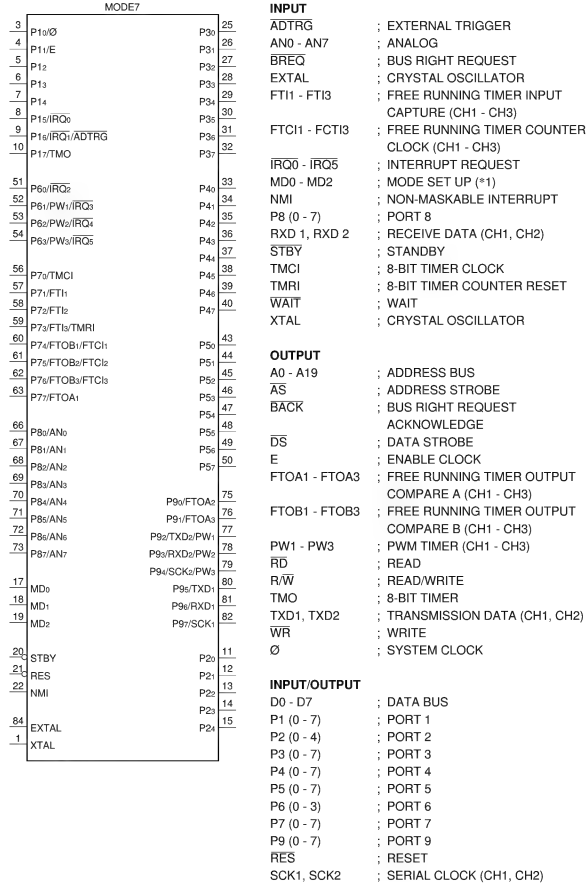 MODE7
3 P10/Ø
4 P11/E
5 P12
6 P13
7 P14
8 P15/IRQ0
9 P16/IRQ1/ADTRG
10 P17/TMO
51 P60/IRQ2
52 P61/PW1/IRQ3
53 P62/PW2/IRQ4
54 P63/PW3/IRQ5
56 P70/TMCI
57 P71/FTI1
58 P72/FTI2
59 P73/FTI3/TMRI
60 P74/FTOB1/FTCI1
61 P75/FTOB2/FTCI2
62 P76/FTOB3/FTCI3
63 P77/FTOA1
66 P80/AN0
67 P81/AN1
68 P82/AN2
69 P83/AN3
70 P84/AN4
71 P85/AN5
72 P86/AN6
73 P87/AN7
17 MD0
18 MD1
19 MD2
20 STBY
21 RES
22 NMI
84 EXTAL
1 XTAL
P30 25
P31 26
P32 27
P33 28
P34 29
P35 30
P36 31
P37 32
P40 33
P41 34
P42 35
P43 36
P44 37
P45 38
P46 39
P47 40
P50 43
P51 44
P52 45
P53 46
P54 47
P55 48
P56 49
P57 50
P90/FTOA2 75
P91/FTOA3 76
P92/TXD2/PW1 77
P93/RXD2/PW2 78
P94/SCK2/PW3 79
P95/TXD1 80
P96/RXD1 81
P97/SCK1 82
P20 11
P21 12
P22 13
P23 14
P24 15
INPUT
ADTRG ; EXTERNAL TRIGGER
AN0 - AN7 ; ANALOG
BREQ ; BUS RIGHT REQUEST
EXTAL ; CRYSTAL OSCILLATOR
FTI1 - FTI3 ; FREE RUNNING TIMER INPUT
CAPTURE (CH1 - CH3)
FTCI1 - FCTI3 ; FREE RUNNING TIMER COUNTER
CLOCK (CH1 - CH3)
IRQ0 - IRQ5 ; INTERRUPT REQUEST
MD0 - MD2 ; MODE SET UP (*1)
NMI ; NON-MASKABLE INTERRUPT
P8 (0 - 7) ; PORT 8
RXD 1, RXD 2 ; RECEIVE DATA (CH1, CH2)
STBY ; STANDBY
TMCI ; 8-BIT TIMER CLOCK
TMRI ; 8-BIT TIMER COUNTER RESET
WAIT ; WAIT
XTAL ; CRYSTAL OSCILLATOR
OUTPUT
A0 - A19 ; ADDRESS BUS
AS ; ADDRESS STROBE
BACK ; BUS RIGHT REQUEST
ACKNOWLEDGE
DS ; DATA STROBE
E ; ENABLE CLOCK
FTOA1 - FTOA3 ; FREE RUNNING TIMER OUTPUT
COMPARE A (CH1 - CH3)
FTOB1 - FTOB3 ; FREE RUNNING TIMER OUTPUT
COMPARE B (CH1 - CH3)
PW1 - PW3 ; PWM TIMER (CH1 - CH3)
RD ; READ
R/W ; READ/WRITE
TMO ; 8-BIT TIMER
TXD1, TXD2 ; TRANSMISSION DATA (CH1, CH2)
WR ; WRITE
Ø ; SYSTEM CLOCK
INPUT/OUTPUT
D0 - D7 ; DATA BUS
P1 (0 - 7) ; PORT 1
P2 (0 - 4) ; PORT 2
P3 (0 - 7) ; PORT 3
P4 (0 - 7) ; PORT 4
P5 (0 - 7) ; PORT 5
P6 (0 - 3) ; PORT 6
P7 (0 - 7) ; PORT 7
P9 (0 - 7) ; PORT 9
RES ; RESET
SCK1, SCK2 ; SERIAL CLOCK (CH1, CH2)